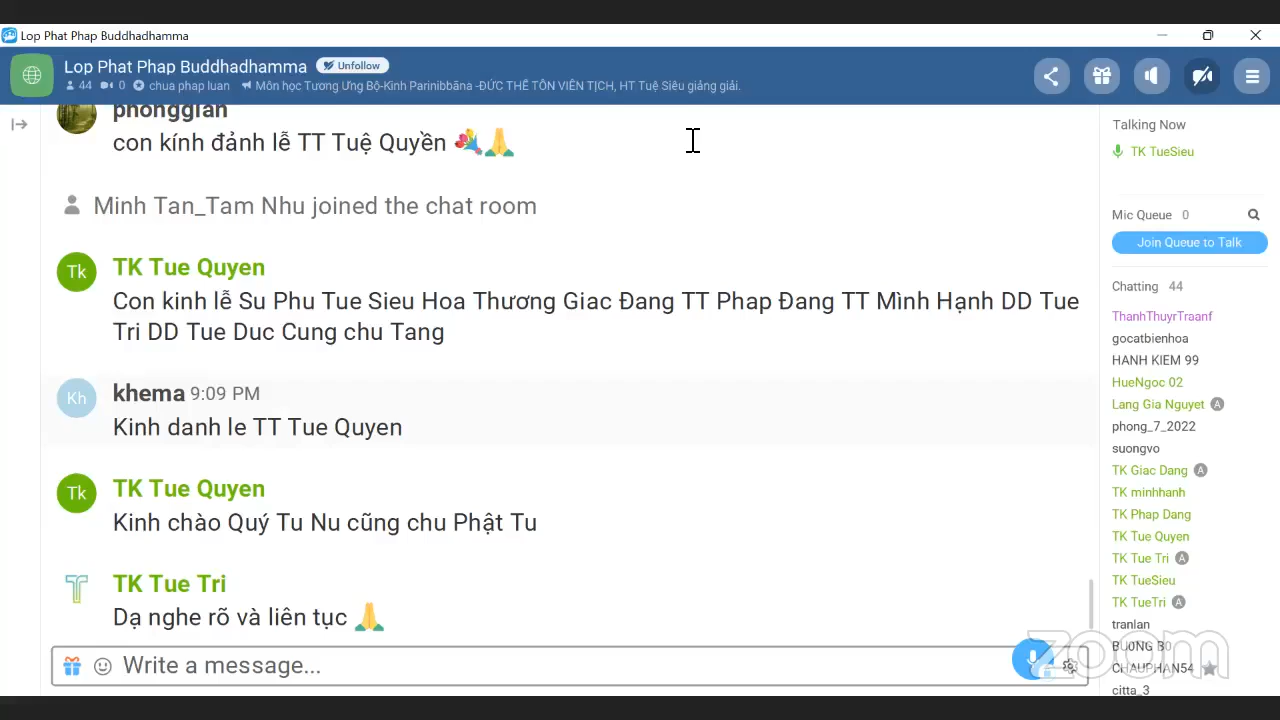 Lop Phat Phap Buddhadhamma
Lop Phat Phap Buddhadhamma
Unfollow
44 0 chua phap luan Môn học Tương Ưng Bộ-Kinh Parinibbāna -ĐỨC THẾ TÔN VIÊN TỊCH, HT Tuệ Siêu giảng giải.
phonggian
con kính đảnh lễ TT Tuệ Quyền
Minh Tan_Tam Nhu joined the chat room
Tk
TK Tue Quyen
Con kinh lễ Su Phu Tue Sieu Hoa Thương Giac Đang TT Phap Đang TT Mình Hạnh DD Tue
Tri DD Tue Duc Cung chu Tang
Kh
khema 9:09 PM
Kinh danh le TT Tue Quyen
Tk
TK Tue Quyen
Kinh chào Quý Tu Nu cũng chu Phật Tu
TK Tue Tri
Dạ nghe rõ và liên tục
Write a message...
Talking Now
TK TueSieu
Mic Queue 0
Join Queue to Talk
Chatting 44
ThanhThuyrTraanf
gocatbienhoa
HANH KIEM 99
HueNgoc 02
Lang Gia Nguyet A
phong_7_2022
suongvo
TK Giac Dang A
TK minhhanh
TK Phap Dang
TK Tue Quyen
TK Tue Tri A
TK TueSieu
TK TueTri A
tranlan
BUONG BO
CHAUPHAN54
citta_3
zoom